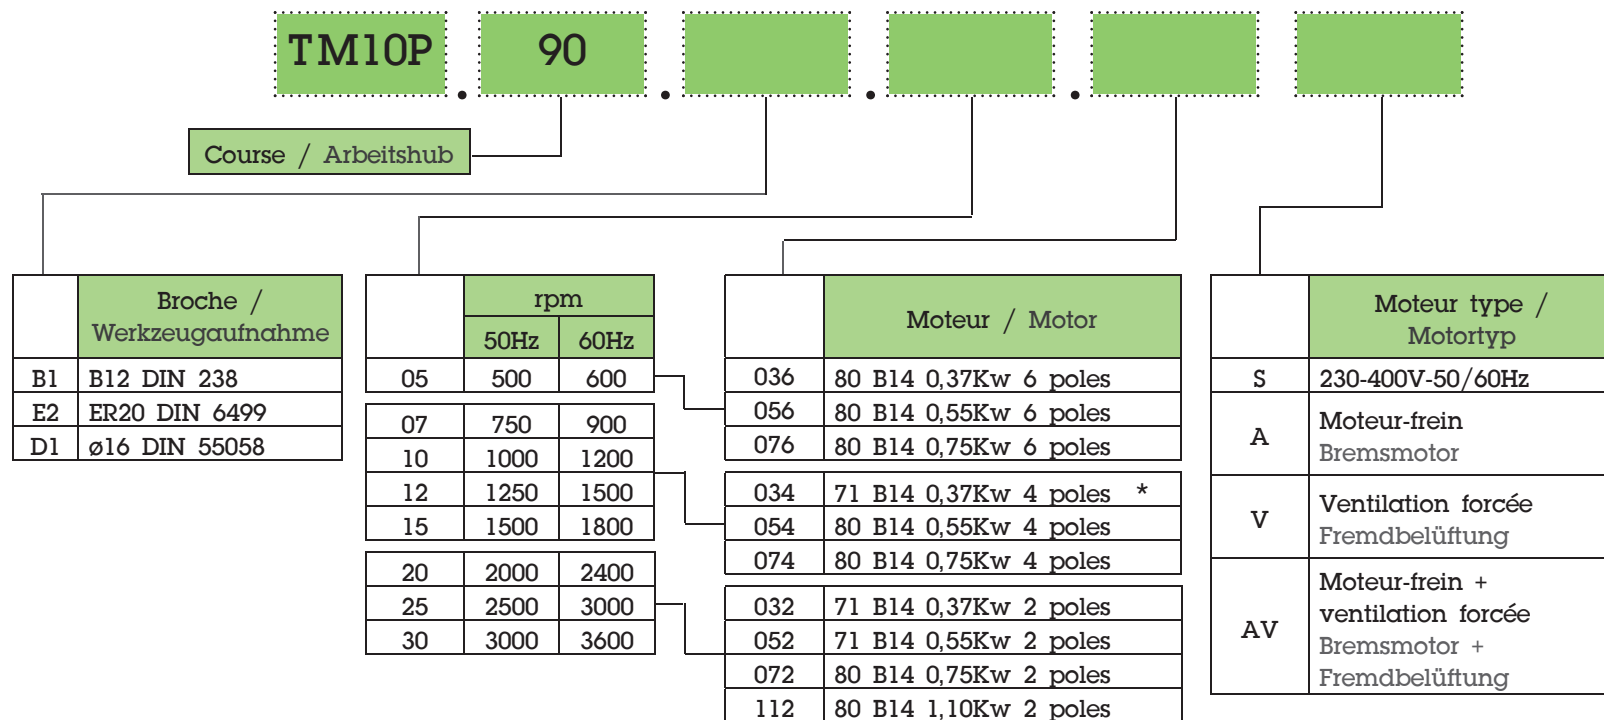 TM10P . 90 . . .
Course / Arbeitshub
Broche /
Werkzeugaufnahme
B1 B12 DIN 238
E2 ER20 DIN 6499
D1 ø16 DIN 55058
rpm
50Hz 60Hz
05 500 600
07 750 900
10 1000 1200
12 1250 1500
15 1500 1800
20 2000 2400
25 2500 3000
30 3000 3600
Moteur / Motor
036 80 B14 0,37Kw 6 poles
056 80 B14 0,55Kw 6 poles
076 80 B14 0,75Kw 6 poles
034 71 B14 0,37Kw 4 poles *
054 80 B14 0,55Kw 4 poles
074 80 B14 0,75Kw 4 poles
032 71 B14 0,37Kw 2 poles
052 71 B14 0,55Kw 2 poles
072 80 B14 0,75Kw 2 poles
112 80 B14 1,10Kw 2 poles
Moteur type /
Motortyp
S 230-400V-50/60Hz
A Moteur-frein
Bremsmotor
V Ventilation forcée
Fremdbelüftung
AV Moteur-frein +
ventilation forcée
Bremsmotor +
Fremdbelüftung